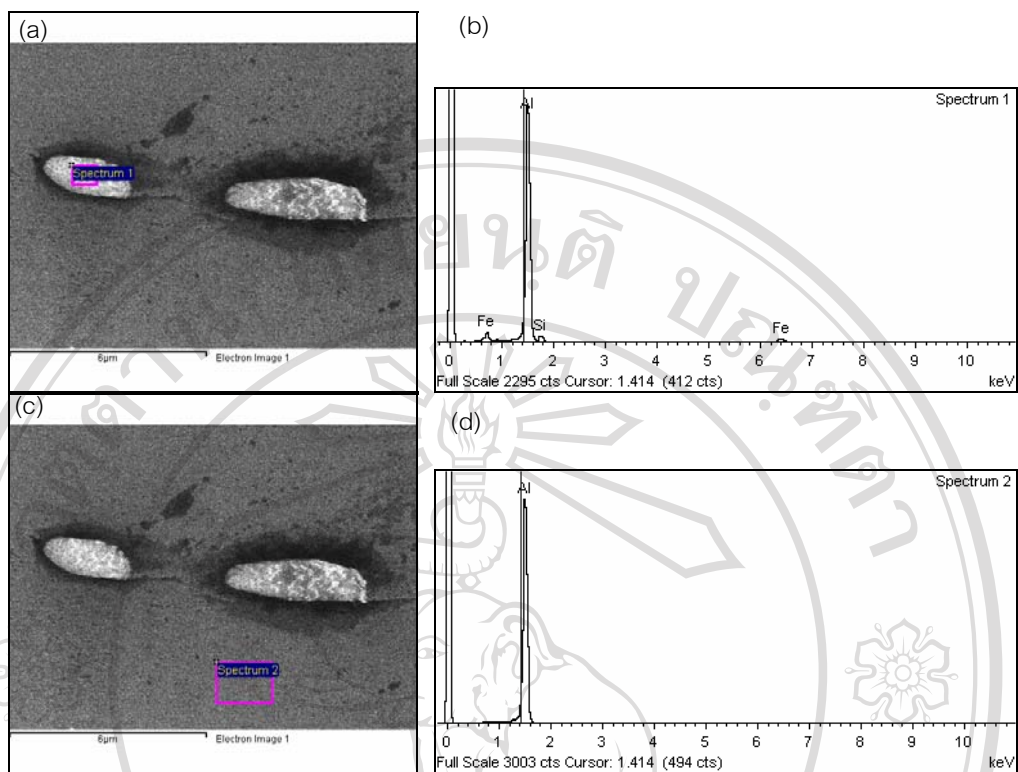 (a)
Spectrum 1
6µm
Electron Image 1
(b)
Spectrum 1
Al
Fe
Si
Fe
0 1 2 3 4 5 6 7 8 9 10
Full Scale 2295 cts Cursor: 1.414 (412 cts)
keV
(c)
Spectrum 2
6µm
Electron Image 1
(d)
Spectrum 2
Al
0 1 2 3 4 5 6 7 8 9 10
Full Scale 3003 cts Cursor: 1.414 (494 cts)
keV